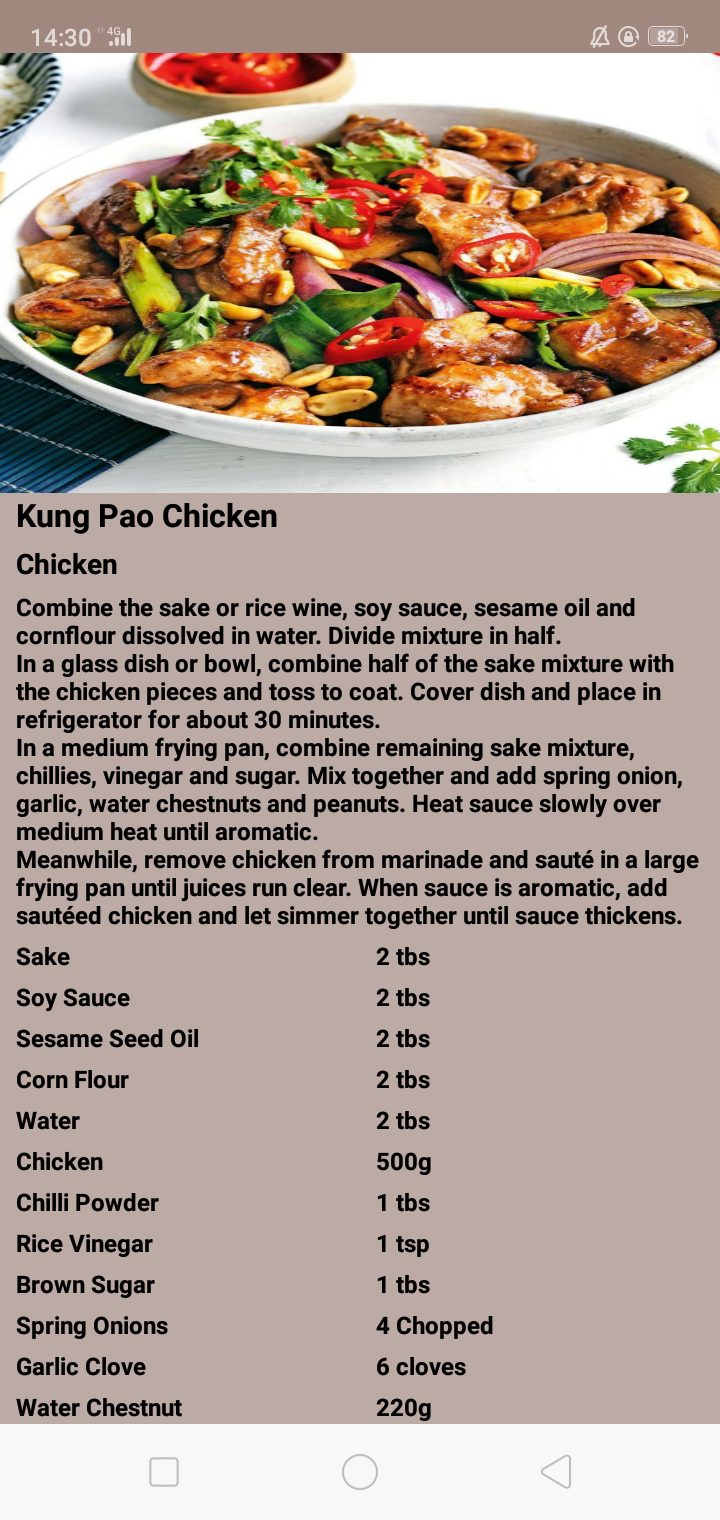 14:30 4G 82
Kung Pao Chicken
Chicken
Combine the sake or rice wine, soy sauce, sesame oil and
cornflour dissolved in water. Divide mixture in half.
In a glass dish or bowl, combine half of the sake mixture with
the chicken pieces and toss to coat. Cover dish and place in
refrigerator for about 30 minutes.
In a medium frying pan, combine remaining sake mixture,
chillies, vinegar and sugar. Mix together and add spring onion,
garlic, water chestnuts and peanuts. Heat sauce slowly over
medium heat until aromatic.
Meanwhile, remove chicken from marinade and sauté in a large
frying pan until juices run clear. When sauce is aromatic, add
sautéed chicken and let simmer together until sauce thickens.
Sake 2 tbs
Soy Sauce 2 tbs
Sesame Seed Oil 2 tbs
Corn Flour 2 tbs
Water 2 tbs
Chicken 500g
Chilli Powder 1 tbs
Rice Vinegar 1 tsp
Brown Sugar 1 tbs
Spring Onions 4 Chopped
Garlic Clove 6 cloves
Water Chestnut 220g